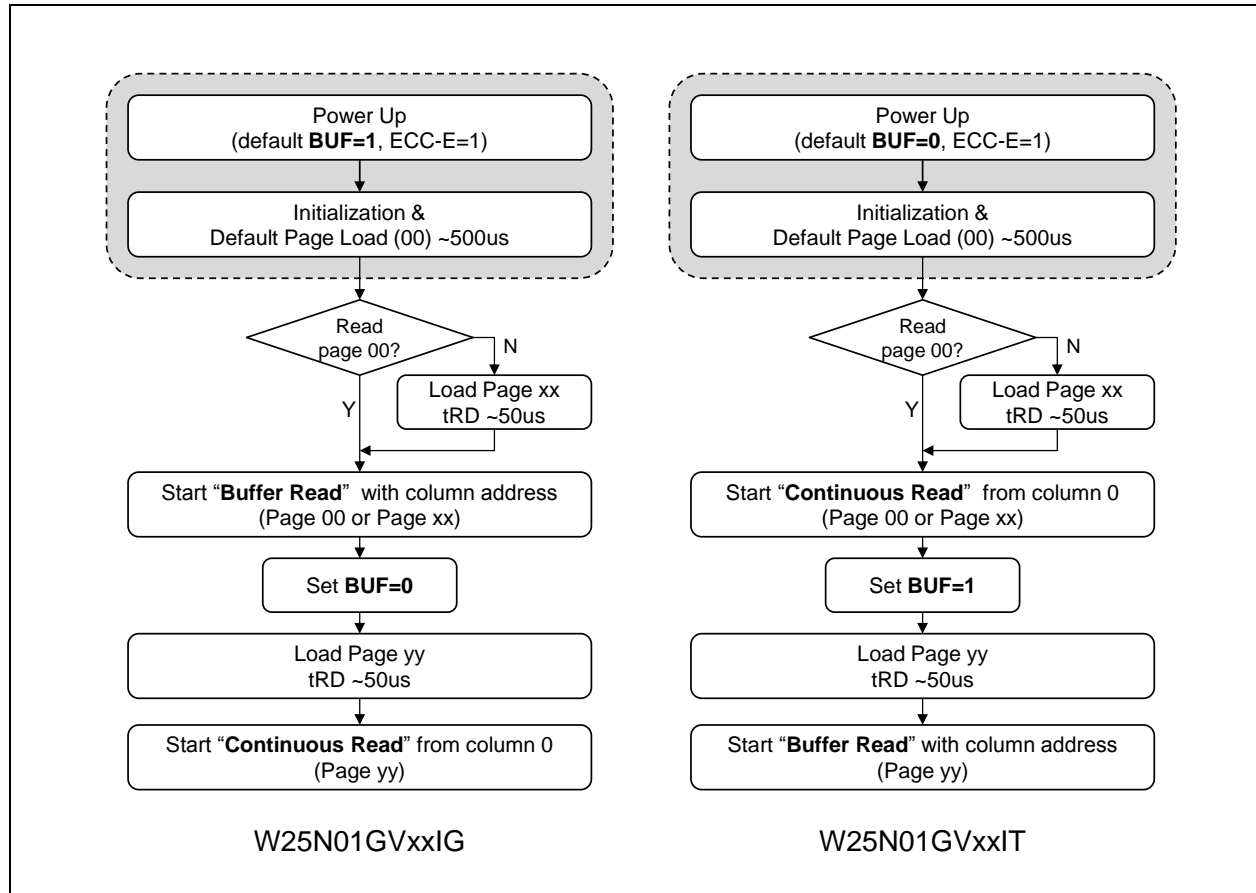 Power Up
(default BUF=1, ECC-E=1)
Initialization &
Default Page Load (00) ~500us
Read
page 00?
N
Load Page xx
tRD ~50us
Y
Start “Buffer Read” with column address
(Page 00 or Page xx)
Set BUF=0
Load Page yy
tRD ~50us
Start “Continuous Read” from column 0
(Page yy)
W25N01GVxxIG
Power Up
(default BUF=0, ECC-E=1)
Initialization &
Default Page Load (00) ~500us
Read
page 00?
N
Load Page xx
tRD ~50us
Y
Start “Continuous Read” from column 0
(Page 00 or Page xx)
Set BUF=1
Load Page yy
tRD ~50us
Start “Buffer Read” with column address
(Page yy)
W25N01GVxxIT